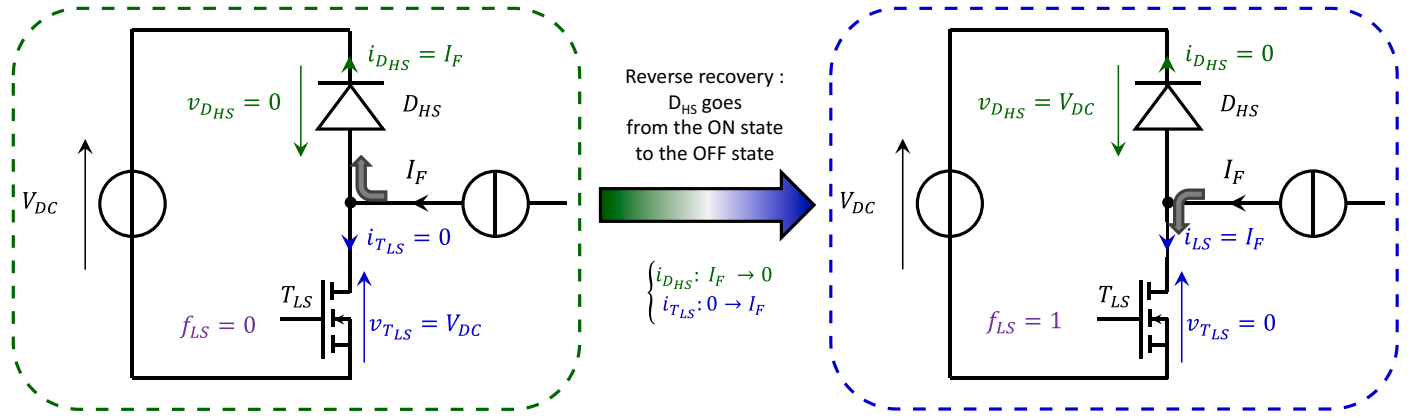 i_{D_{HS}} = I_F
v_{D_{HS}} = 0
D_{HS}
V_{DC}
I_F
i_{T_{LS}} = 0
T_{LS}
f_{LS} = 0
v_{T_{LS}} = V_{DC}
Reverse recovery :
D_{HS} goes
from the ON state
to the OFF state
i_{D_{HS}}: I_F → 0
i_{T_{LS}}: 0 → I_F
i_{D_{HS}} = 0
v_{D_{HS}} = V_{DC}
D_{HS}
V_{DC}
I_F
i_{LS} = I_F
T_{LS}
f_{LS} = 1
v_{T_{LS}} = 0